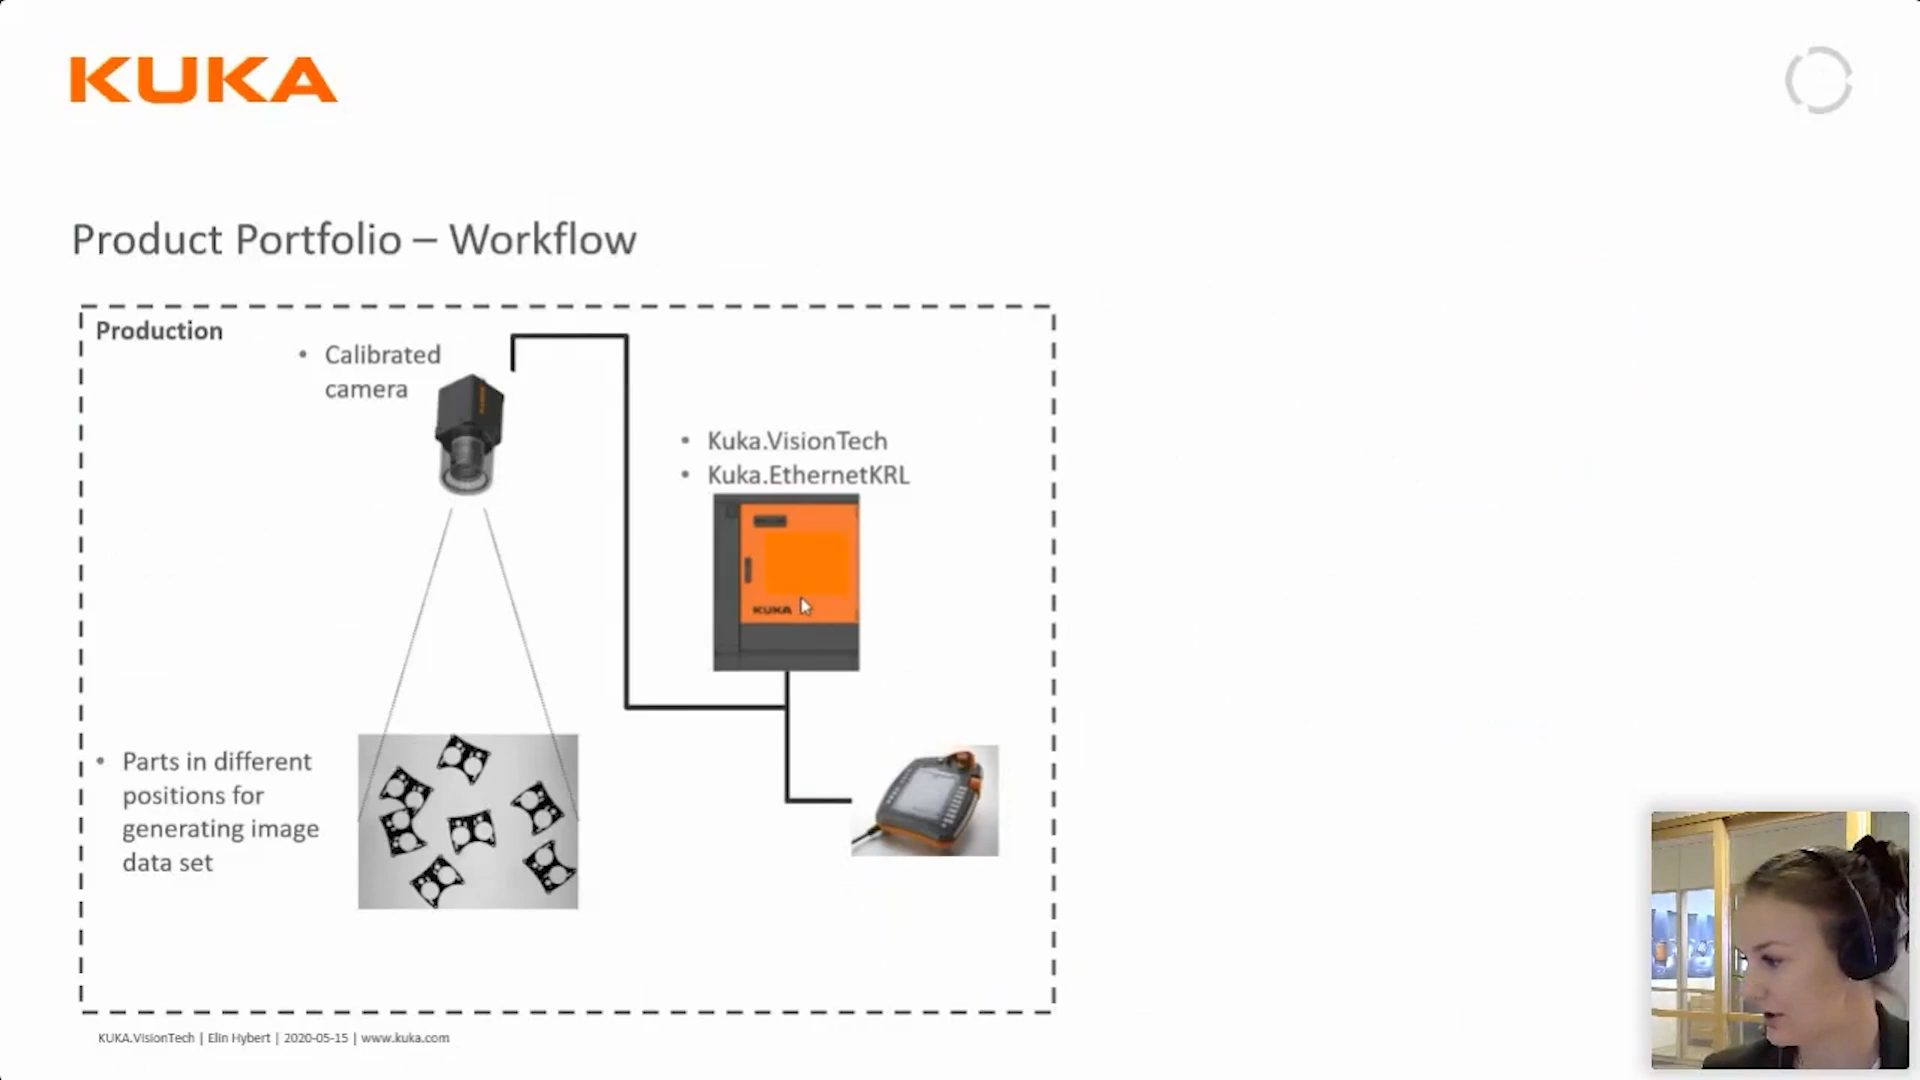 KUKA
Product Portfolio – Workflow
Production
• Calibrated
camera
• Kuka.VisionTech
• Kuka.EthernetKRL
KUKA
• Parts in different
positions for
generating image
data set
KUKA.VisionTech | Elin Hybert | 2020-05-15 | www.kuka.com